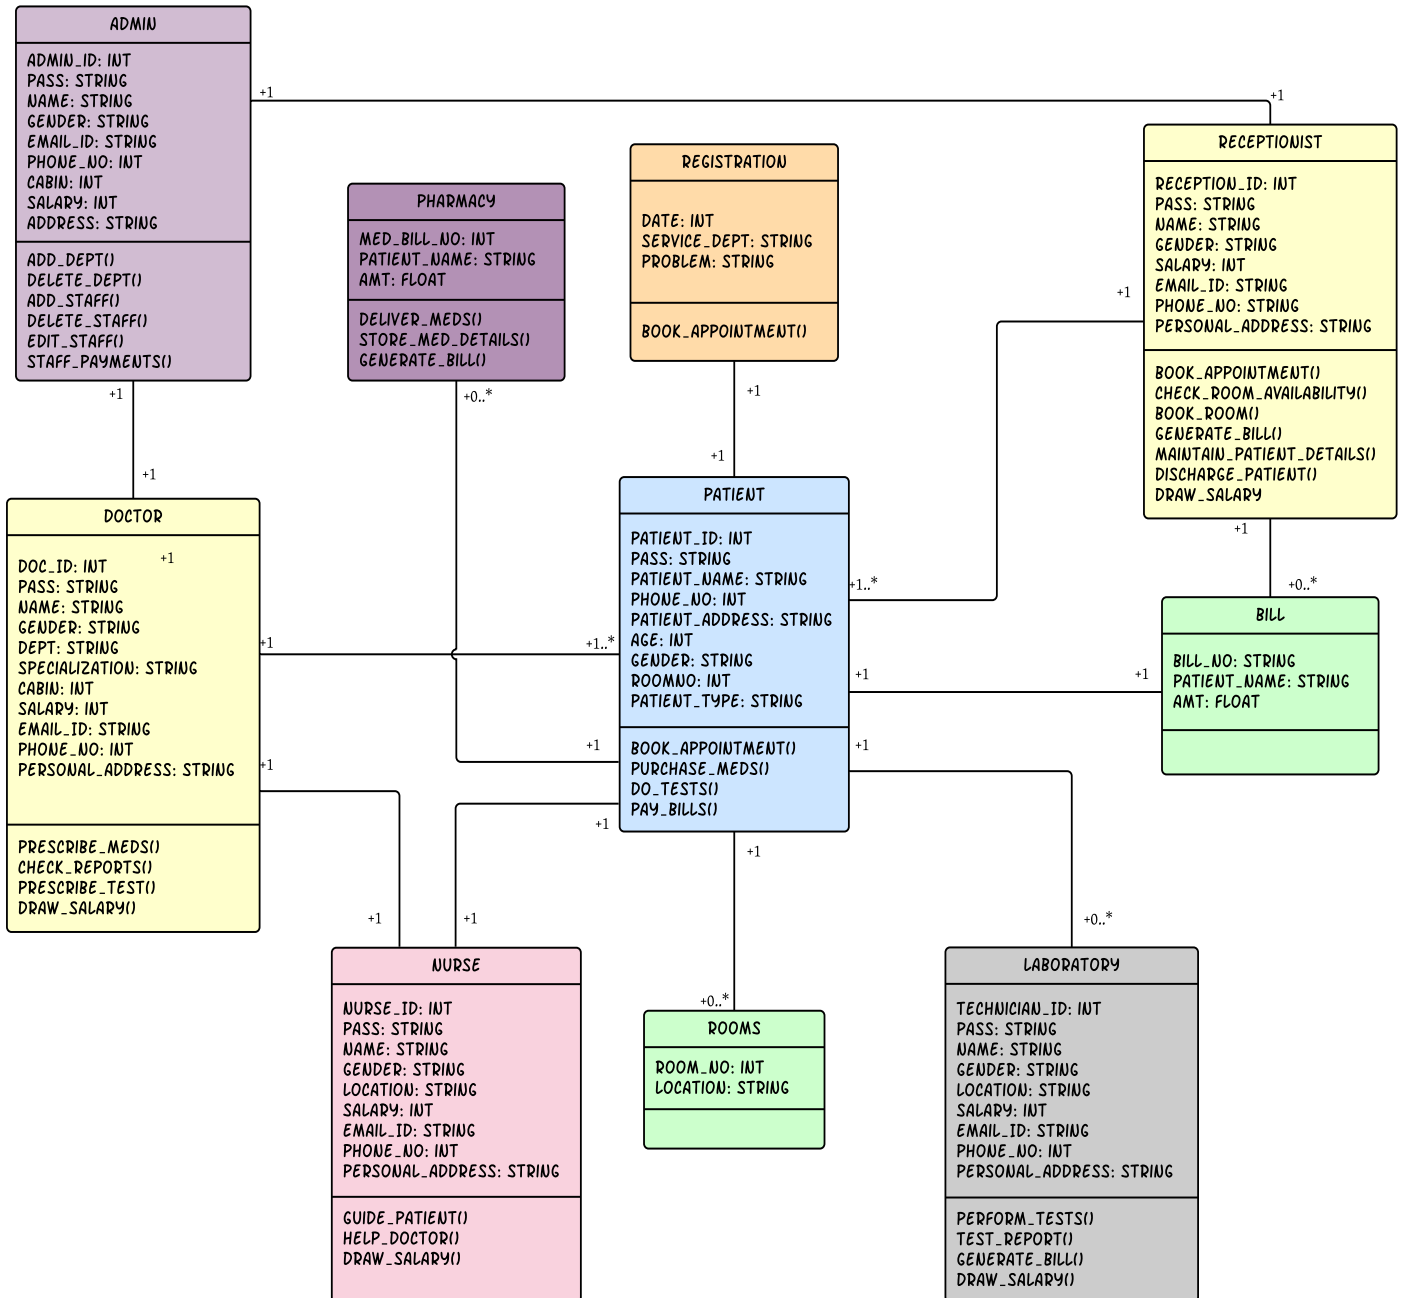 ADMIN
ADMIN_ID: INT
PASS: STRING
NAME: STRING
GENDER: STRING
EMAIL_ID: STRING
PHONE_NO: INT
CABIN: INT
SALARY: INT
ADDRESS: STRING
ADD_DEPT()
DELETE_DEPT()
ADD_STAFF()
DELETE_STAFF()
EDIT_STAFF()
STAFF_PAYMENTS()
+1
+1
+1
+1
PHARMACY
MED_BILL_NO: INT
PATIENT_NAME: STRING
AMT: FLOAT
DELIVER_MEDS()
STORE_MED_DETAILS()
GENERATE_BILL()
+0..*
REGISTRATION
DATE: INT
SERVICE_DEPT: STRING
PROBLEM: STRING
BOOK_APPOINTMENT()
+1
+1
RECEPTIONIST
RECEPTION_ID: INT
PASS: STRING
NAME: STRING
GENDER: STRING
SALARY: INT
EMAIL_ID: STRING
PHONE_NO: STRING
PERSONAL_ADDRESS: STRING
BOOK_APPOINTMENT()
CHECK_ROOM_AVAILABILITY()
BOOK_ROOM()
GENERATE_BILL()
MAINTAIN_PATIENT_DETAILS()
DISCHARGE_PATIENT()
DRAW_SALARY
+1
+1
+0..*
DOCTOR
+1
DOC_ID: INT
PASS: STRING
NAME: STRING
GENDER: STRING
DEPT: STRING
SPECIALIZATION: STRING
CABIN: INT
SALARY: INT
EMAIL_ID: STRING
PHONE_NO: INT
PERSONAL_ADDRESS: STRING
PRESCRIBE_MEDS()
CHECK_REPORTS()
PRESCRIBE_TEST()
DRAW_SALARY()
+1
+1
+1..*
+1
+1
PATIENT
PATIENT_ID: INT
PASS: STRING
PATIENT_NAME: STRING
PHONE_NO: INT
PATIENT_ADDRESS: STRING
AGE: INT
GENDER: STRING
ROOMNO: INT
PATIENT_TYPE: STRING
BOOK_APPOINTMENT()
PURCHASE_MEDS()
DO_TESTS()
PAY_BILLS()
+1..*
+1
+1
+1
+1
BILL
BILL_NO: STRING
PATIENT_NAME: STRING
AMT: FLOAT
+1
+1
NURSE
NURSE_ID: INT
PASS: STRING
NAME: STRING
GENDER: STRING
LOCATION: STRING
SALARY: INT
EMAIL_ID: STRING
PHONE_NO: INT
PERSONAL_ADDRESS: STRING
GUIDE_PATIENT()
HELP_DOCTOR()
DRAW_SALARY()
+0..*
ROOMS
ROOM_NO: INT
LOCATION: STRING
+0..*
LABORATORY
TECHNICIAN_ID: INT
PASS: STRING
NAME: STRING
GENDER: STRING
LOCATION: STRING
SALARY: INT
EMAIL_ID: STRING
PHONE_NO: INT
PERSONAL_ADDRESS: STRING
PERFORM_TESTS()
TEST_REPORT()
GENERATE_BILL()
DRAW_SALARY()